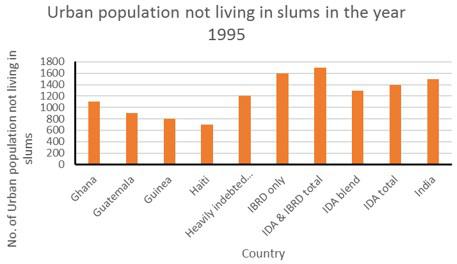 Urban population not living in slums in the year
1995
No. of Urban population not living in
slums
1800
1600
1400
1200
1000
800
600
400
200
0
Ghana
Guatemala
Guinea
Haiti
Heavily indebted...
IBRD only
IDA & IBRD total
IDA blend
IDA total
India
Country